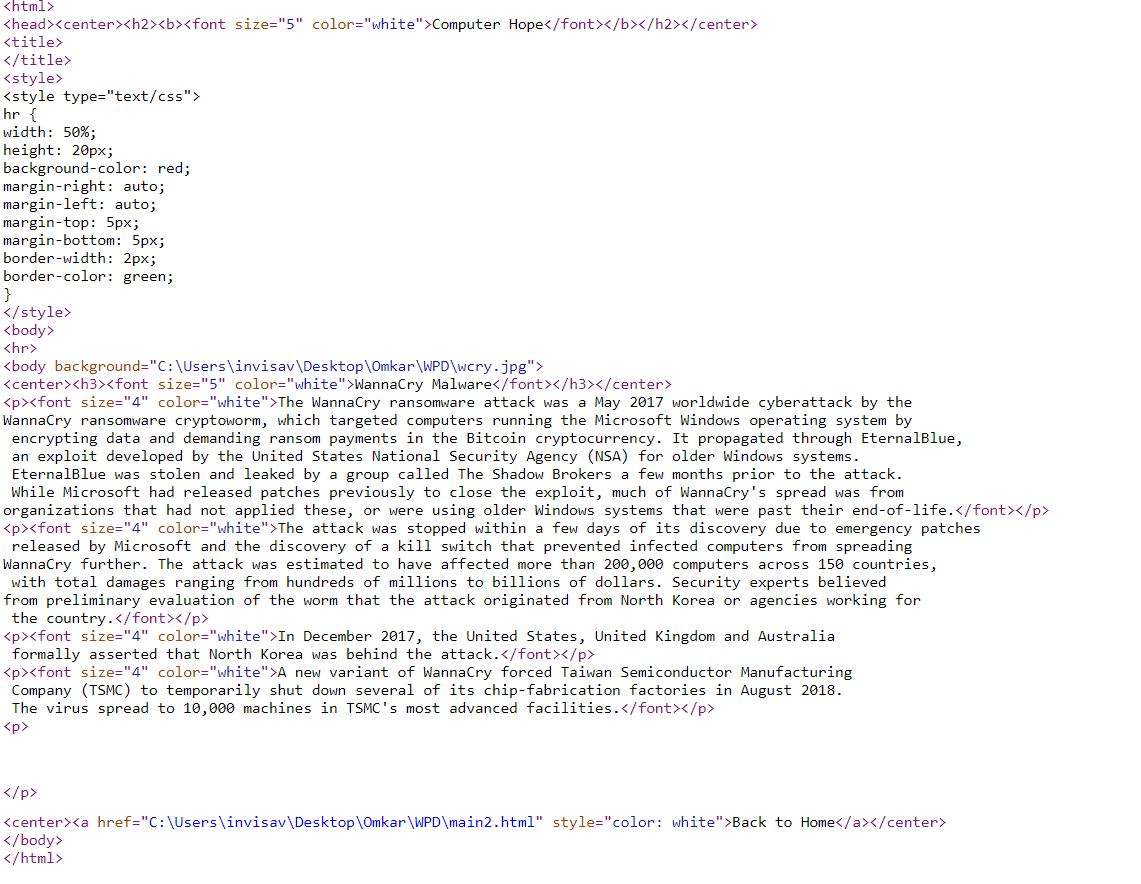 <html>
<head><center><h2><b><font size="5" color="white">Computer Hope</font></b></h2></center>
<title>
</title>
<style>
<style type="text/css">
hr {
width: 50%;
height: 20px;
background-color: red;
margin-right: auto;
margin-left: auto;
margin-top: 5px;
margin-bottom: 5px;
border-width: 2px;
border-color: green;
}
</style>
<body>
<hr>
<body background="C:\Users\invisav\Desktop\Omkar\WPD\wcry.jpg">
<center><h3><font size="5" color="white">WannaCry Malware</font></h3></center>
<p><font size="4" color="white">The WannaCry ransomware attack was a May 2017 worldwide cyberattack by the
WannaCry ransomware cryptoworm, which targeted computers running the Microsoft Windows operating system by
 encrypting data and demanding ransom payments in the Bitcoin cryptocurrency. It propagated through EternalBlue,
 an exploit developed by the United States National Security Agency (NSA) for older Windows systems.
 EternalBlue was stolen and leaked by a group called The Shadow Brokers a few months prior to the attack.
 While Microsoft had released patches previously to close the exploit, much of WannaCry's spread was from
organizations that had not applied these, or were using older Windows systems that were past their end-of-life.</font></p>
<p><font size="4" color="white">The attack was stopped within a few days of its discovery due to emergency patches
 released by Microsoft and the discovery of a kill switch that prevented infected computers from spreading
WannaCry further. The attack was estimated to have affected more than 200,000 computers across 150 countries,
 with total damages ranging from hundreds of millions to billions of dollars. Security experts believed
from preliminary evaluation of the worm that the attack originated from North Korea or agencies working for
 the country.</font></p>
<p><font size="4" color="white">In December 2017, the United States, United Kingdom and Australia
 formally asserted that North Korea was behind the attack.</font></p>
<p><font size="4" color="white">A new variant of WannaCry forced Taiwan Semiconductor Manufacturing
 Company (TSMC) to temporarily shut down several of its chip-fabrication factories in August 2018.
 The virus spread to 10,000 machines in TSMC's most advanced facilities.</font></p>
<p>
</p>
<center><a href="C:\Users\invisav\Desktop\Omkar\WPD\main2.html" style="color: white">Back to Home</a></center>
</body>
</html>